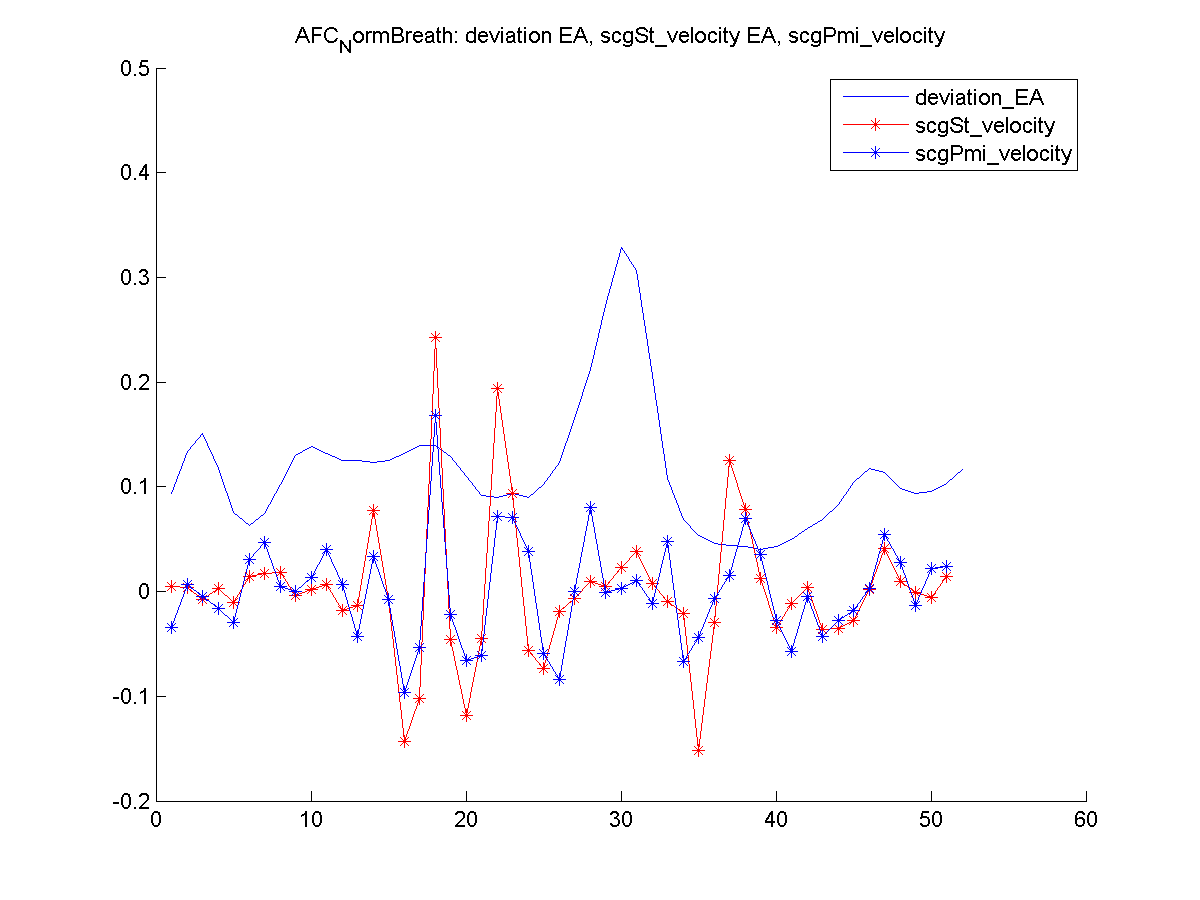 AFC_NormBreath: deviation EA, scgSt_velocity EA, scgPmi_velocity
0.5
deviation_EA
scgSt_velocity
scgPmi_velocity
0.4
0.3
0.2
0.1
0
-0.1
-0.2
0 10 20 30 40 50 60